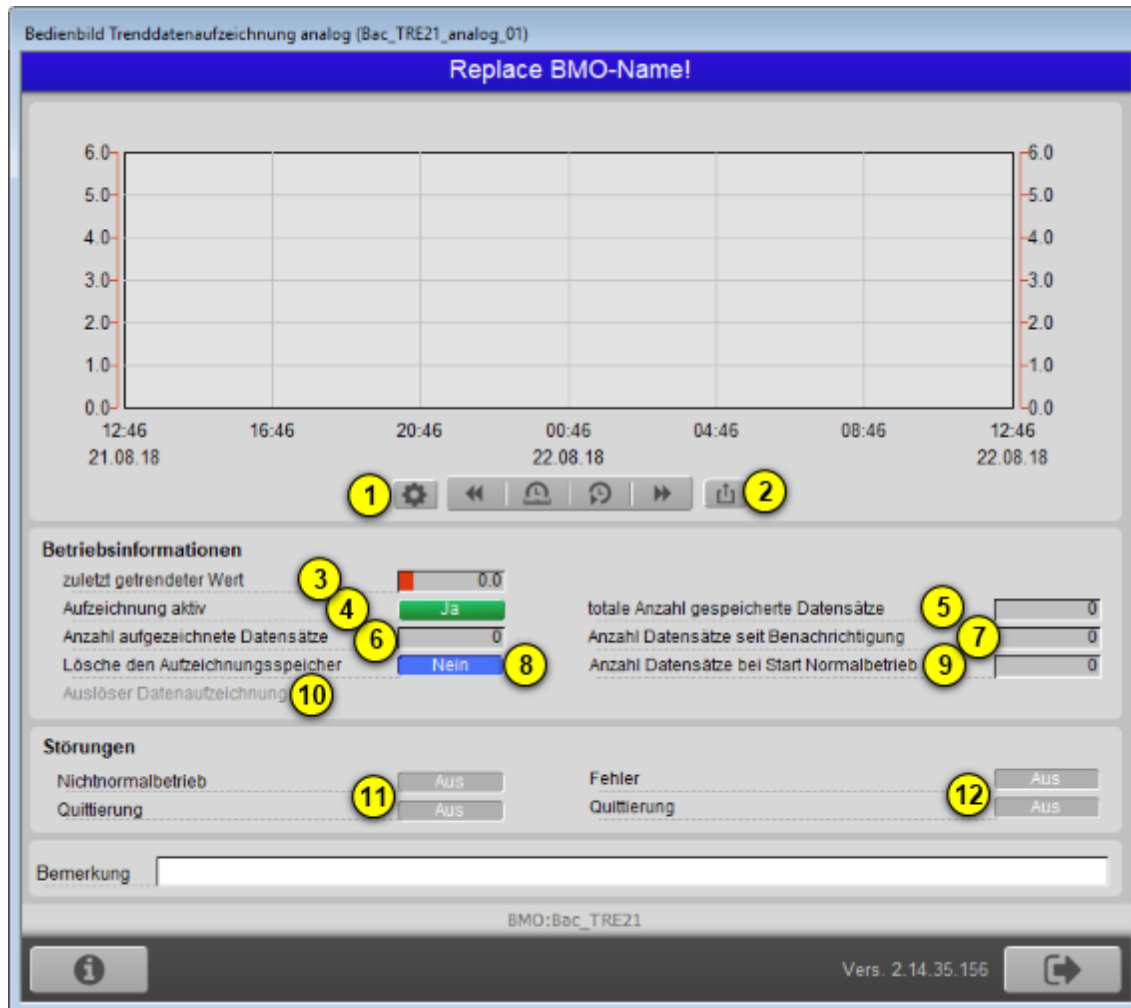 Bedienbild Trenddatenaufzeichnung analog (Bac_TRE21_analog_01)
Replace BMO-Name!
6.0 6.0
5.0 5.0
4.0 4.0
3.0 3.0
2.0 2.0
1.0 1.0
0.0 0.0
12:46 16:46 20:46 00:46 04:46 08:46 12:46
21.08.18 22.08.18 22.08.18
1 2
Betriebsinformationen
zuletzt getrendeter Wert 3 0.0
Aufzeichnung aktiv 4 Ja totale Anzahl gespeicherte Datensätze 5 0
Anzahl aufgezeichnete Datensätze 6 0 Anzahl Datensätze seit Benachrichtigung 7 0
Lösche den Aufzeichnungsspeicher Nein 8 Anzahl Datensätze bei Start Normalbetrieb 9 0
Auslöser Datenaufzeichnung 10
Störungen
Nichtnormalbetrieb Aus Fehler Aus
11 12
Quittierung Aus Quittierung Aus
Bemerkung
BMO:Bac_TRE21
Vers. 2.14.35.156